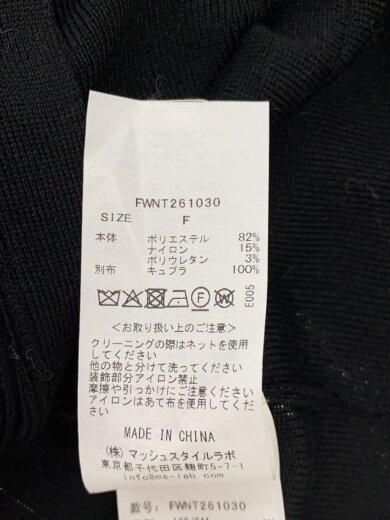 FWNT261030
SIZE F
本体 ポリエステル 82%
ナイロン 15%
ポリウレタン 3%
別布 キュプラ 100%
E005
<お取り扱い上のご注意>
クリーニングの際はネットを使用
してください
他の物と分けて洗ってください
装飾部分アイロン禁止
摩擦や引っかけにご注意ください
アイロンはあて布を使用してくだ
さい
MADE IN CHINA
(株) マッシュスタイルラボ
東京都千代田区麹町5-7-1
info@ms-lab.com
款号: FWNT261030